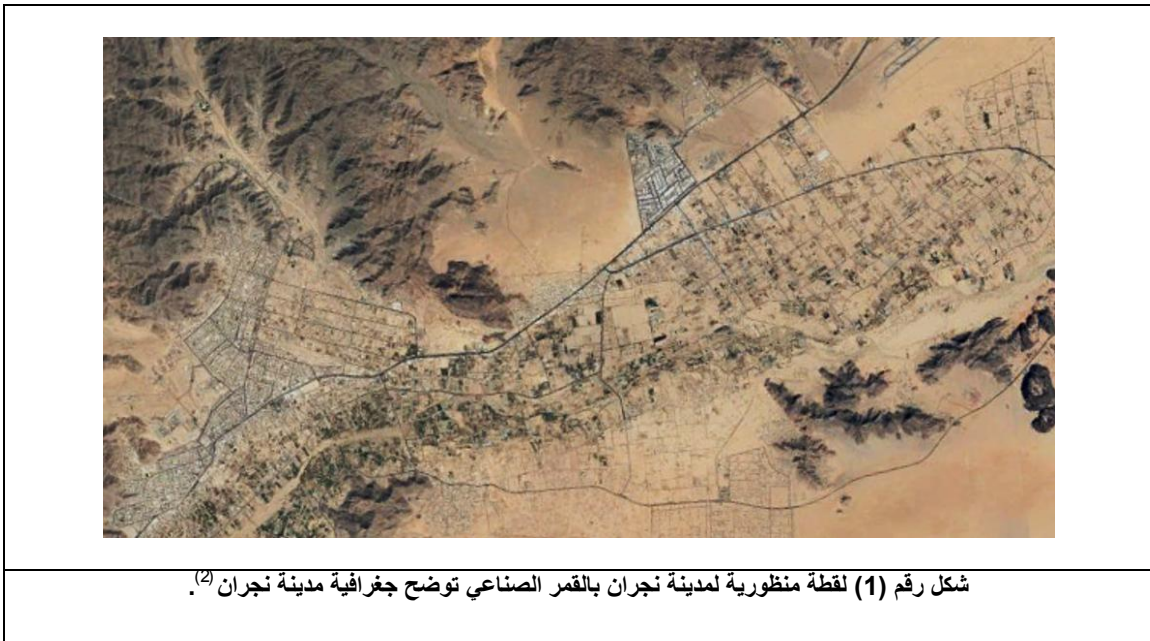 شكل رقم (1) لقطة منظورية لمدينة نجران بالقمر الصناعي توضح جغرافية مدينة نجران (2).